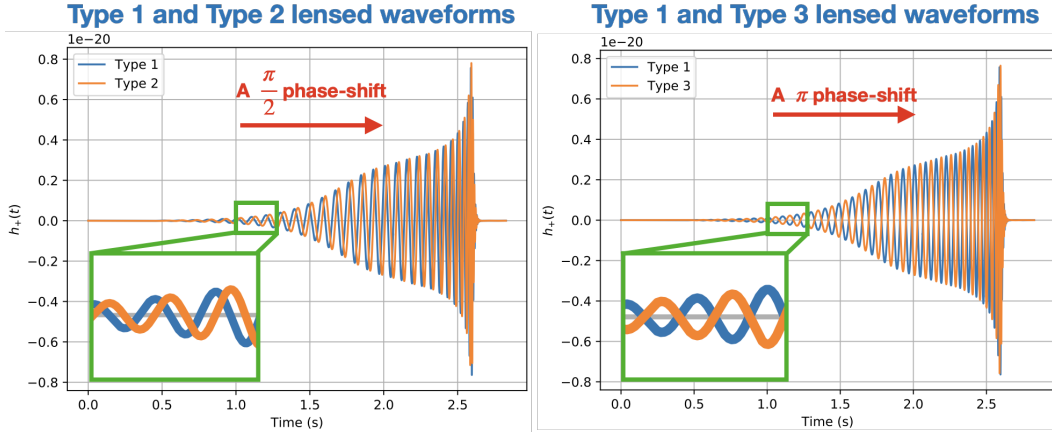 Type 1 and Type 2 lensed waveforms
1e−20
Type 1
Type 2
A π/2 phase-shift
0.8
0.6
0.4
0.2
0.0
−0.2
−0.4
−0.6
−0.8
h₊(t)
0.0 0.5 1.0 1.5 2.0 2.5
Time (s)
Type 1 and Type 3 lensed waveforms
1e−20
Type 1
Type 3
A π phase-shift
0.8
0.6
0.4
0.2
0.0
−0.2
−0.4
−0.6
−0.8
h₊(t)
0.0 0.5 1.0 1.5 2.0 2.5
Time (s)